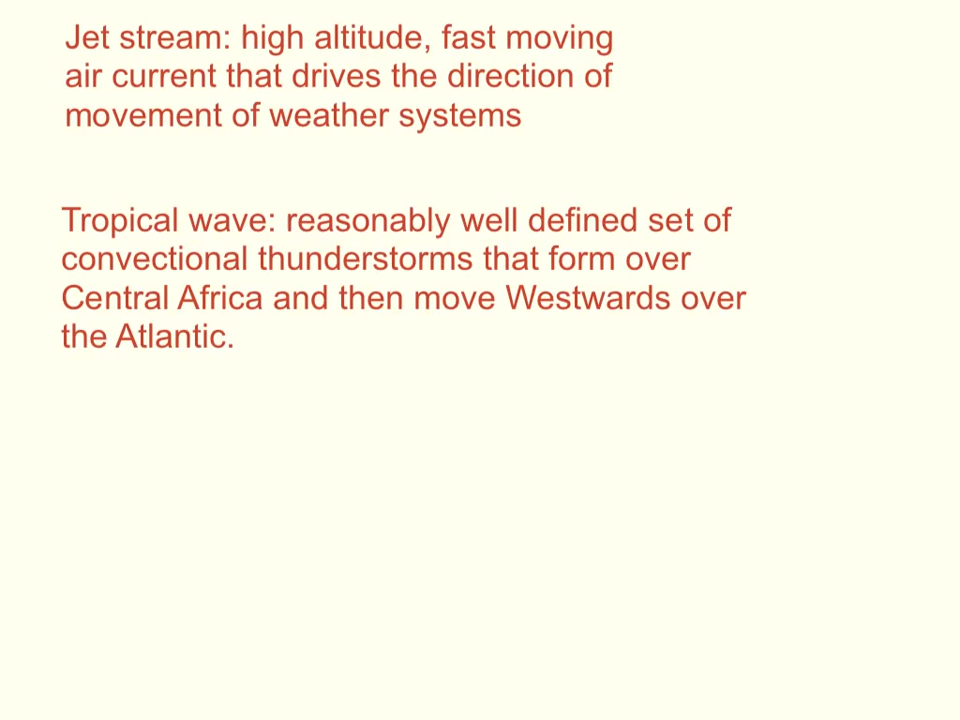 Jet stream: high altitude, fast moving
air current that drives the direction of
movement of weather systems
Tropical wave: reasonably well defined set of
convectional thunderstorms that form over
Central Africa and then move Westwards over
the Atlantic.